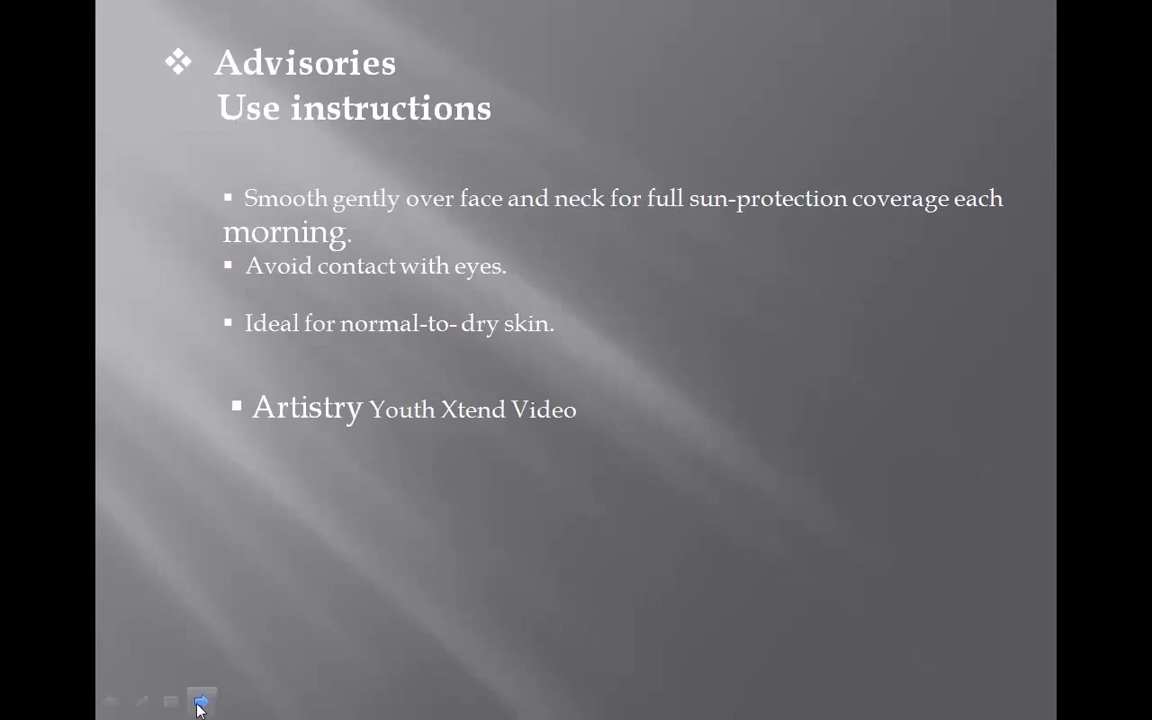 ❖ Advisories
Use instructions
▪ Smooth gently over face and neck for full sun-protection coverage each
morning.
▪ Avoid contact with eyes.
▪ Ideal for normal-to- dry skin.
▪ Artistry Youth Xtend Video